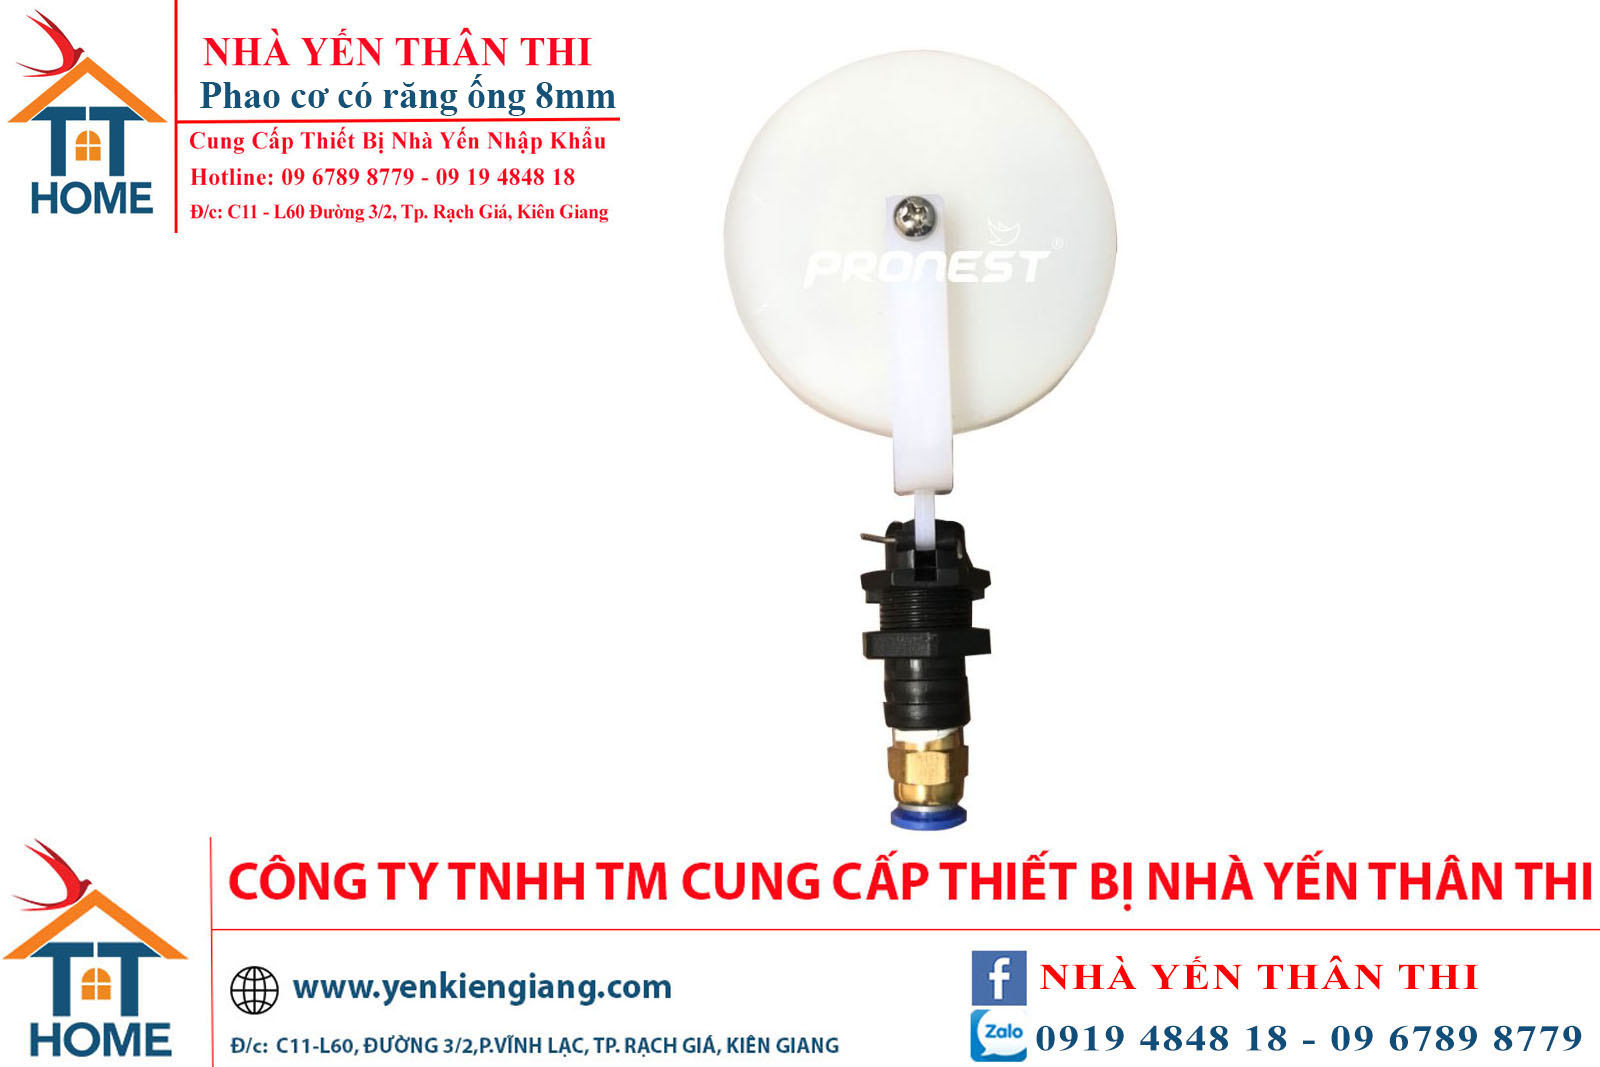 NHÀ YẾN THÂN THI
Phao cơ có răng ống 8mm
Cung Cấp Thiết Bị Nhà Yến Nhập Khẩu
Hotline: 09 6789 8779 - 09 19 4848 18
Đ/c: C11 - L60 Đường 3/2, Tp. Rạch Giá, Kiên Giang
TT
HOME
PRONEST®
CÔNG TY TNHH TM CUNG CẤP THIẾT BỊ NHÀ YẾN THÂN THI
TT
HOME
www.yenkiengiang.com
Đ/c: C11-L60, ĐƯỜNG 3/2,P.VĨNH LẠC, TP. RẠCH GIÁ, KIÊN GIANG
f NHÀ YẾN THÂN THI
Zalo 0919 4848 18 - 09 6789 8779